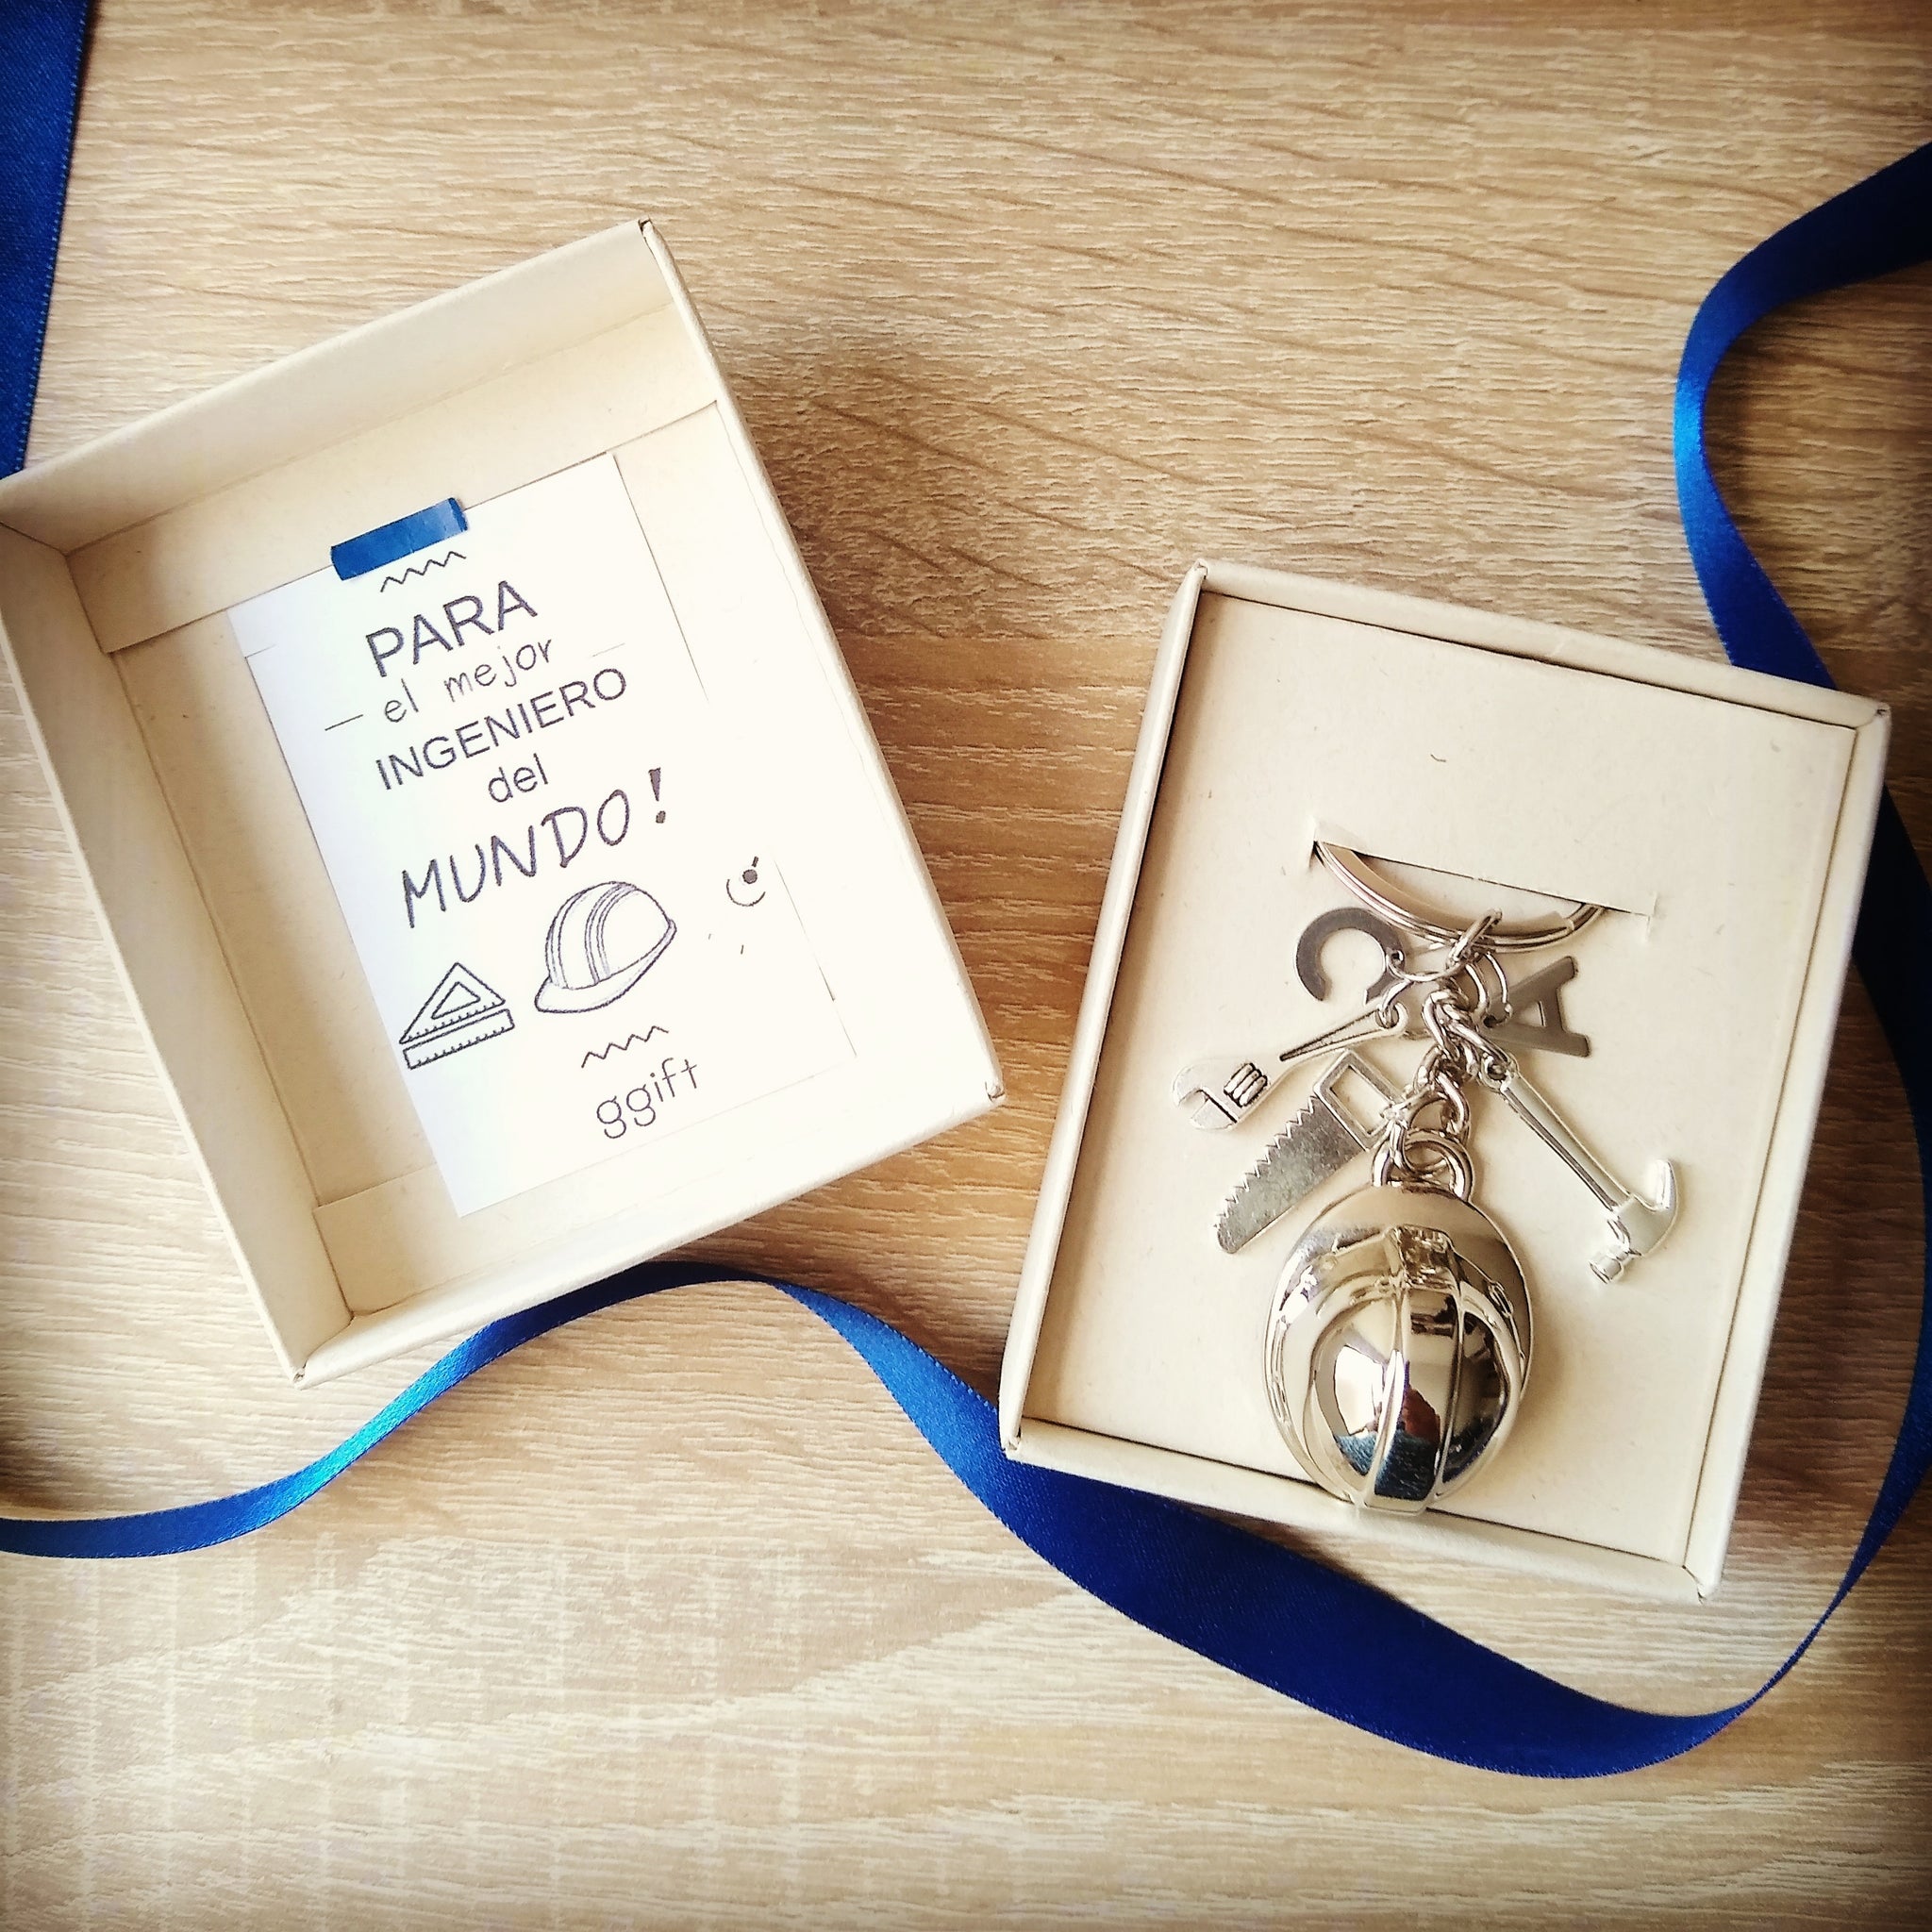 PARA
el mejor
INGENIERO
del
MUNDO!
ggift
C A